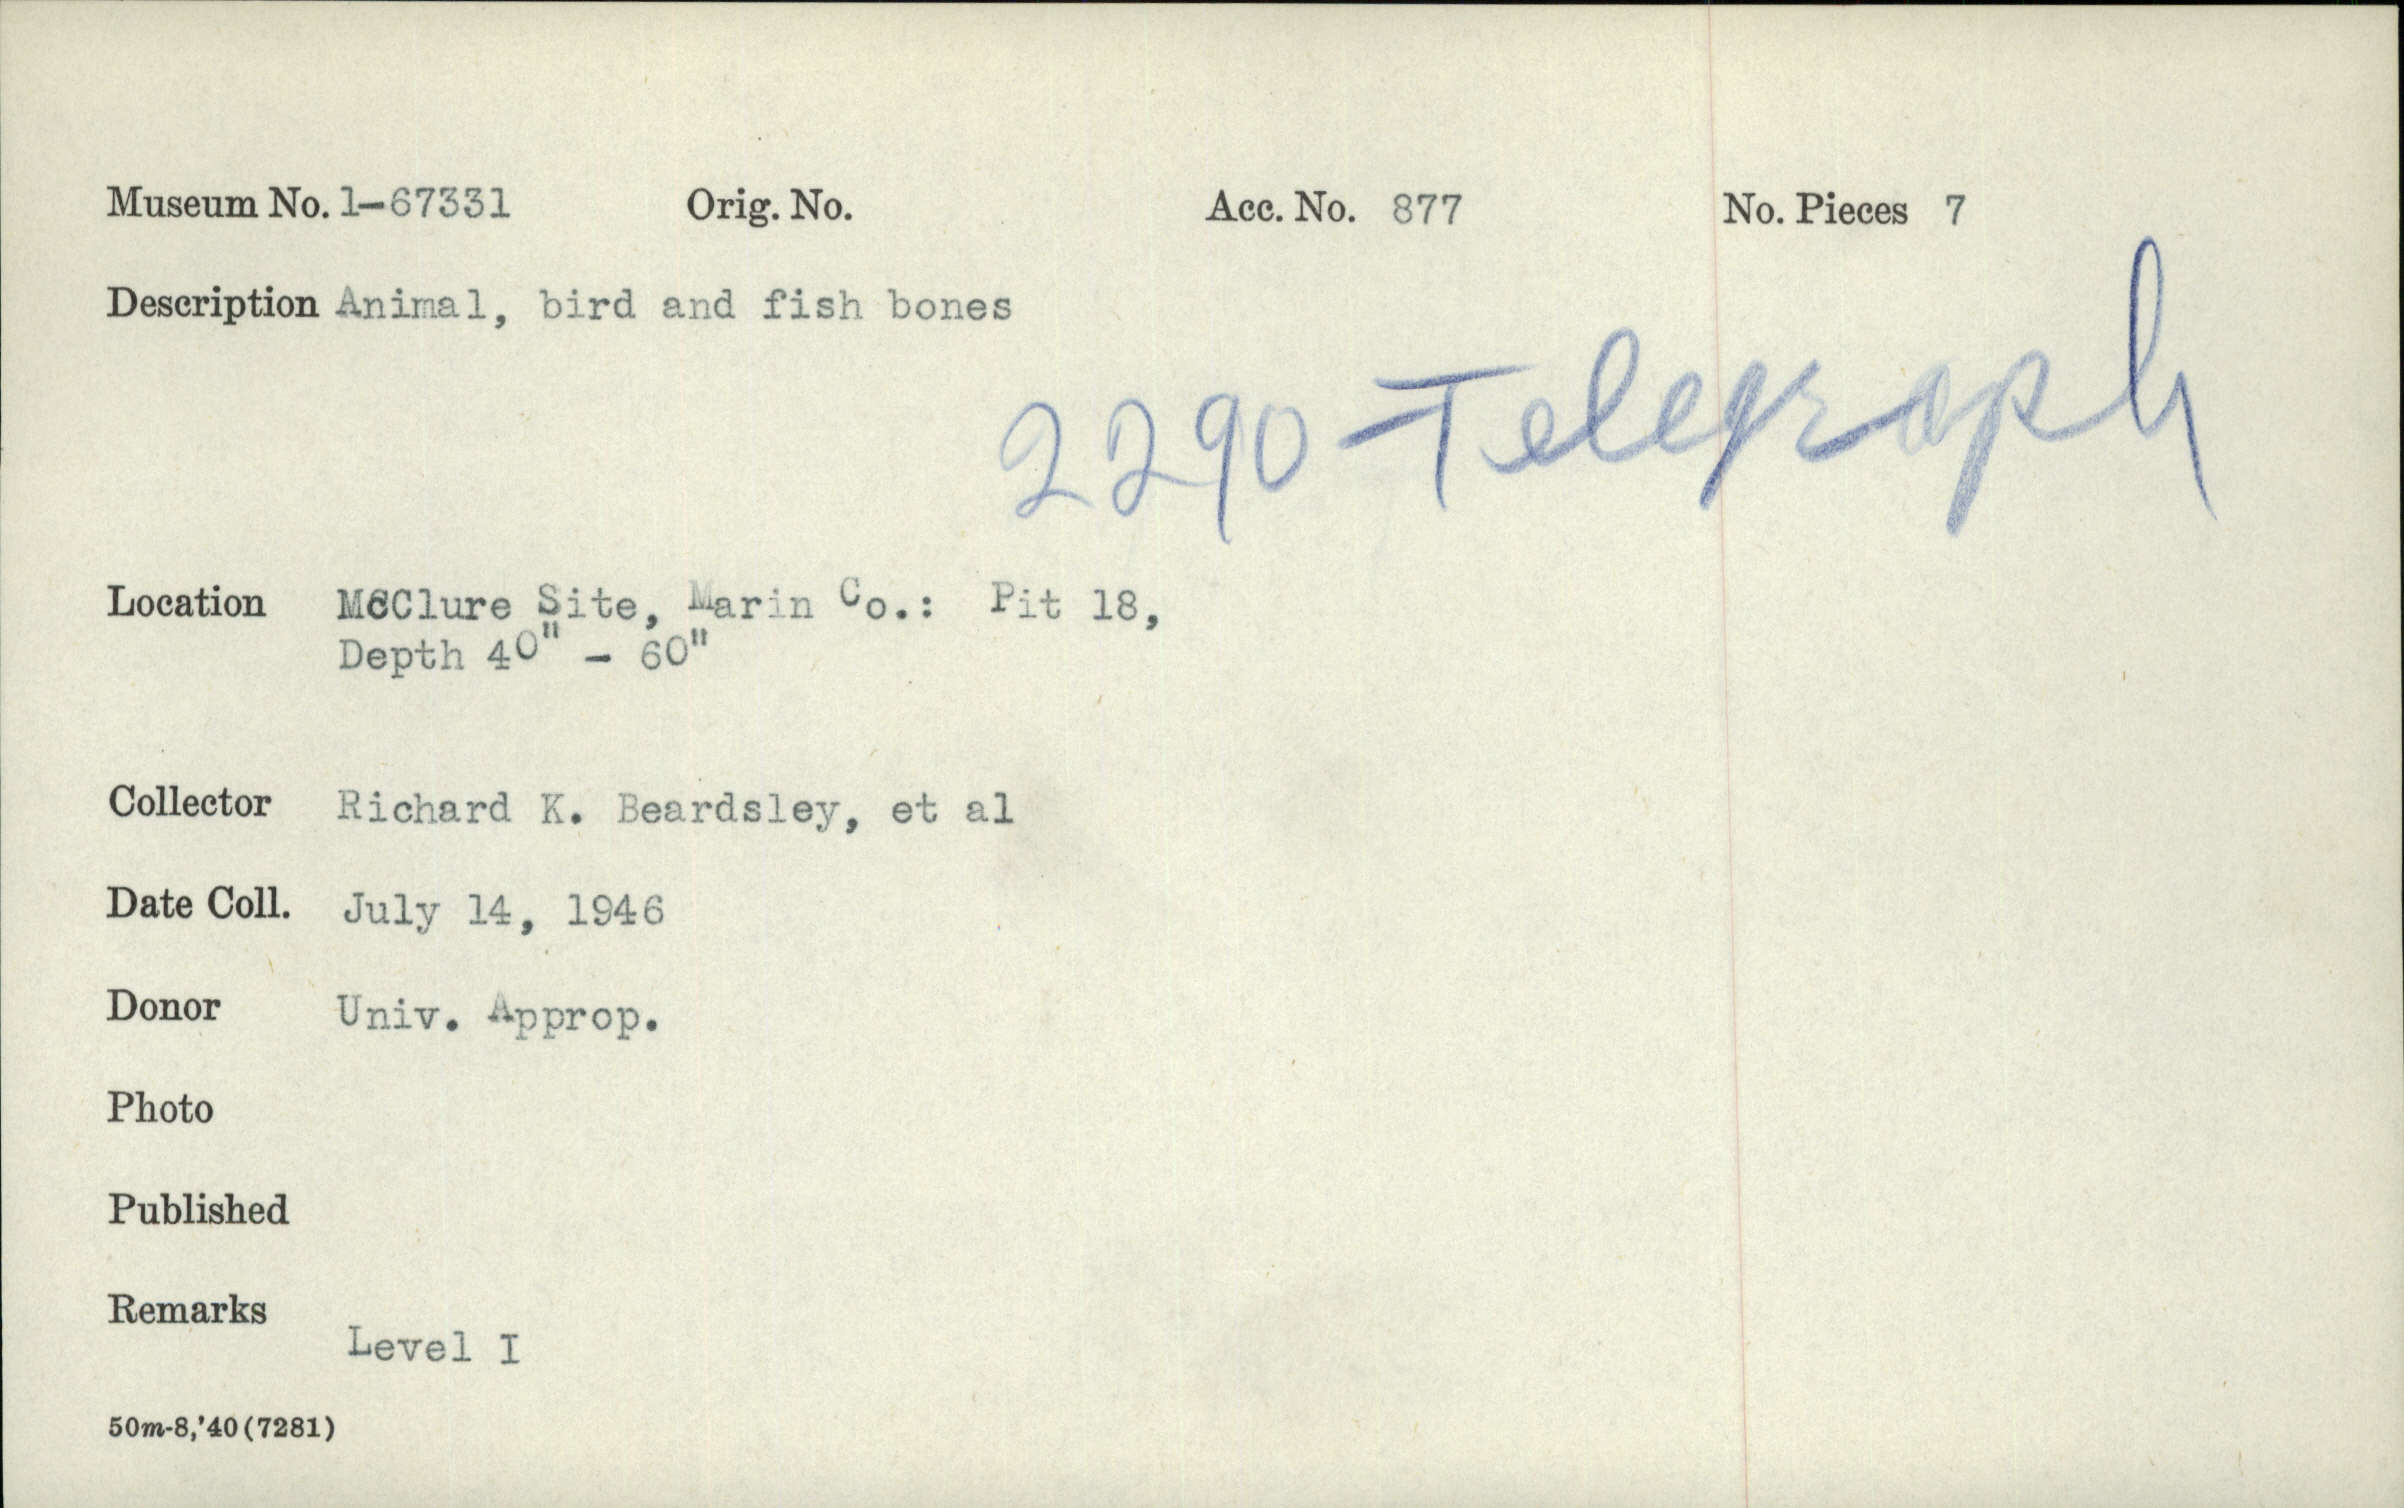 Museum No. 1-67331 Orig. No. Acc. No. 877 No. Pieces 7
Description Animal, bird and fish bones
2290-Telegraph
Location McClure Site, Marin Co.: Pit 18,
Depth 40" - 60"
Collector Richard K. Beardsley, et al
Date Coll. July 14, 1946
Donor Univ. Approp.
Photo
Published
Remarks
Level I
50m-8,'40(7281)